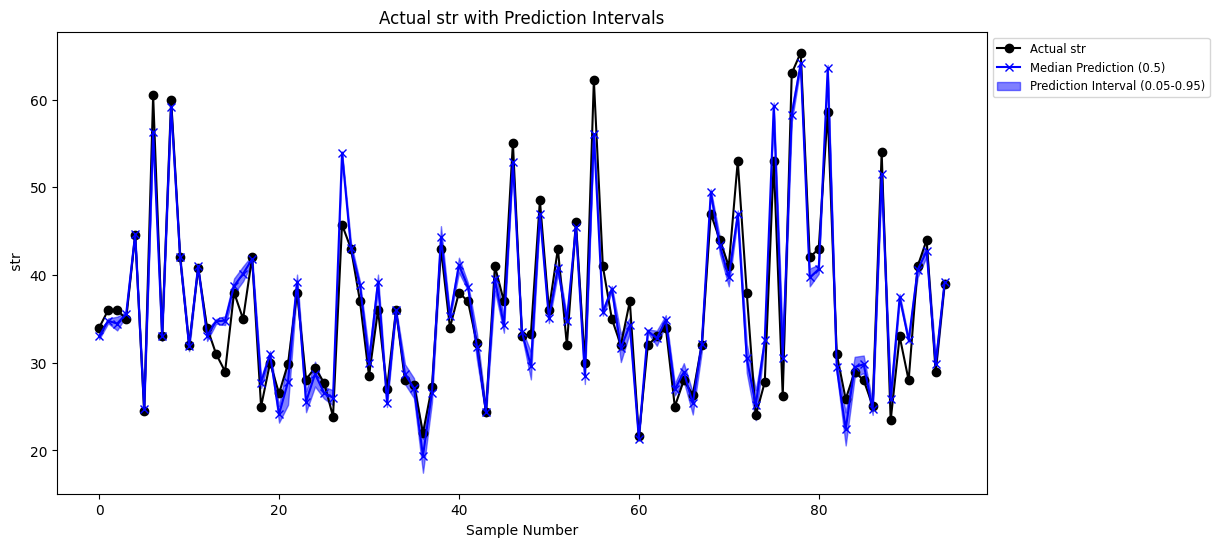 Actual str with Prediction Intervals
Actual str
Median Prediction (0.5)
Prediction Interval (0.05-0.95)
str
60
50
40
30
20
0
20
40
60
80
Sample Number